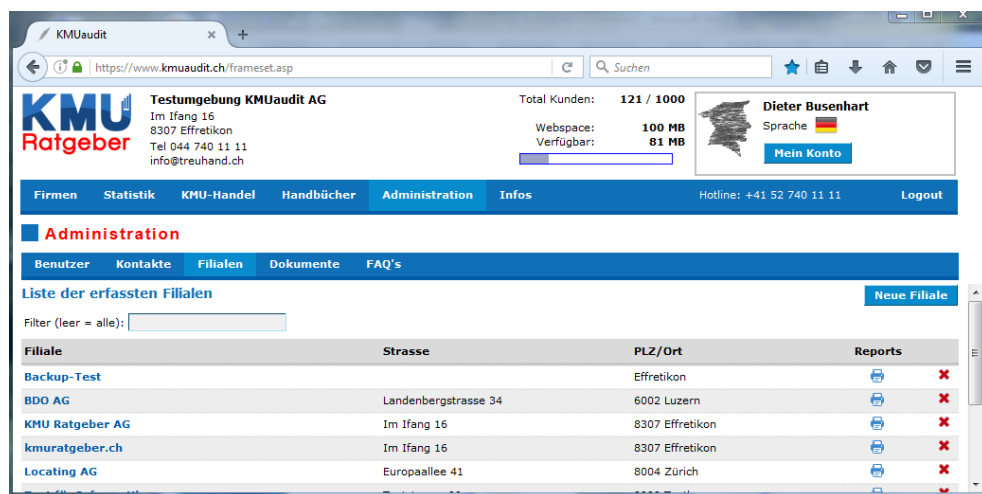 KMUaudit
https://www.kmuaudit.ch/frameset.asp
Suchen
KMU
Ratgeber
Testumgebung KMUaudit AG
Im Ifang 16
8307 Effretikon
Tel 044 740 11 11
info@treuhand.ch
Total Kunden: 121 / 1000
Webspace: 100 MB
Verfügbar: 81 MB
Dieter Busenhart
Sprache
Mein Konto
Firmen Statistik KMU-Handel Handbücher Administration Infos Hotline: +41 52 740 11 11 Logout
Administration
Benutzer Kontakte Filialen Dokumente FAQ's
Liste der erfassten Filialen Neue Filiale
Filter (leer = alle):
Filiale Strasse PLZ/Ort Reports
Backup-Test Effretikon
BDO AG Landenbergstrasse 34 6002 Luzern
KMU Ratgeber AG Im Ifang 16 8307 Effretikon
kmuratgeber.ch Im Ifang 16 8307 Effretikon
Locating AG Europaallee 41 8004 Zürich